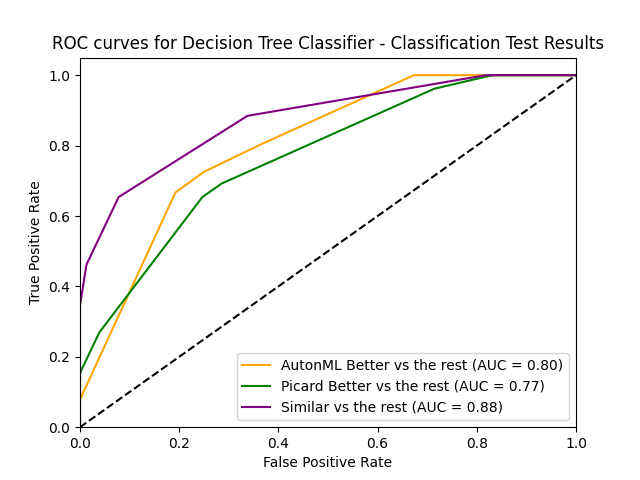 ROC curves for Decision Tree Classifier - Classification Test Results
1.0
0.8
0.6
0.4
0.2
0.0
True Positive Rate
AutonML Better vs the rest (AUC = 0.80)
Picard Better vs the rest (AUC = 0.77)
Similar vs the rest (AUC = 0.88)
0.0 0.2 0.4 0.6 0.8 1.0
False Positive Rate